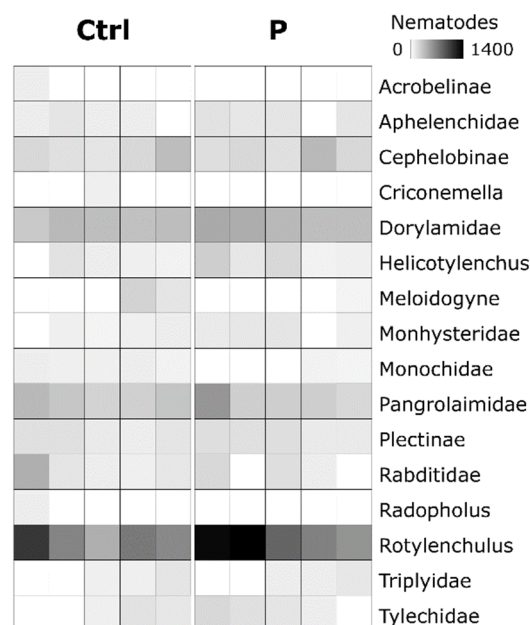 Ctrl P
Nematodes
0 1400
Acrobelinae
Aphelenchidae
Cephelobinae
Criconemella
Dorylamidae
Helicotylenchus
Meloidogyne
Monhysteridae
Monochidae
Pangrolaimidae
Plectinae
Rabditidae
Radopholus
Rotylenchulus
Triplyidae
Tylechidae